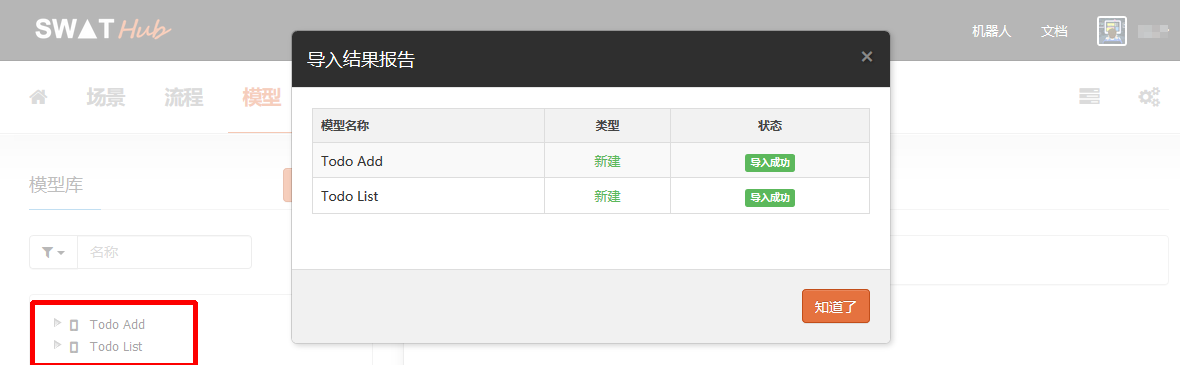 SWAT Hub
机器人 文档
导入结果报告 ×
场景 流程 模型
模型名称 类型 状态
Todo Add 新建 导入成功
Todo List 新建 导入成功
模型库
名称
知道了
Todo Add
Todo List